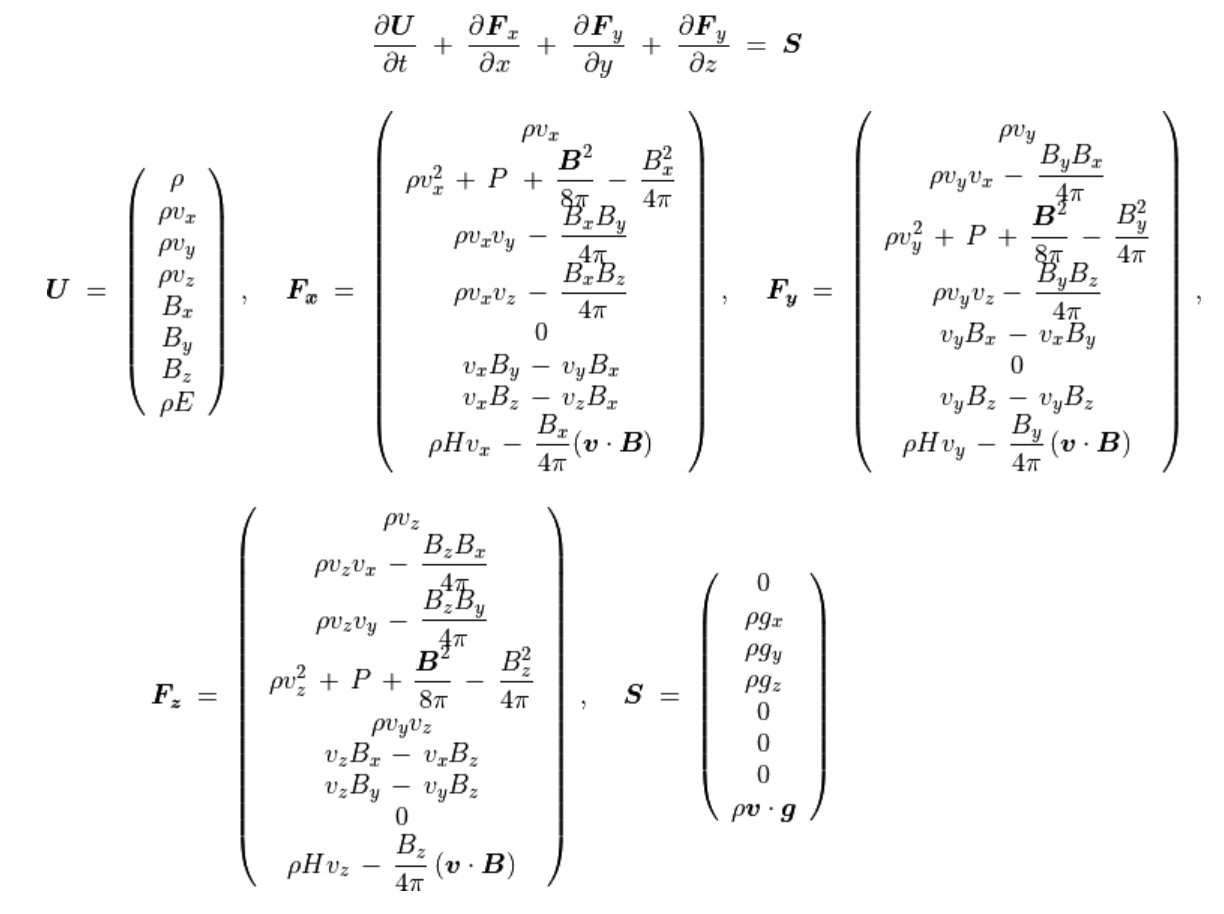 $\frac{\partial \boldsymbol{U}}{\partial t} + \frac{\partial \boldsymbol{F}_x}{\partial x} + \frac{\partial \boldsymbol{F}_y}{\partial y} + \frac{\partial \boldsymbol{F}_y}{\partial z} = \boldsymbol{S}$
$\boldsymbol{U} = \begin{pmatrix} \rho \\ \rho v_x \\ \rho v_y \\ \rho v_z \\ B_x \\ B_y \\ B_z \\ \rho E \end{pmatrix}, \quad \boldsymbol{F_x} = \begin{pmatrix} \rho v_x \\ \rho v_x^2 + P + \frac{\boldsymbol{B}^2}{8\pi} - \frac{B_x^2}{4\pi} \\ \rho v_x v_y - \frac{B_x B_y}{4\pi} \\ \rho v_x v_z - \frac{B_x B_z}{4\pi} \\ 0 \\ v_x B_y - v_y B_x \\ v_x B_z - v_z B_x \\ \rho H v_x - \frac{B_x}{4\pi}(\boldsymbol{v} \cdot \boldsymbol{B}) \end{pmatrix}, \quad \boldsymbol{F_y} = \begin{pmatrix} \rho v_y \\ \rho v_y v_x - \frac{B_y B_x}{4\pi} \\ \rho v_y^2 + P + \frac{\boldsymbol{B}^2}{8\pi} - \frac{B_y^2}{4\pi} \\ \rho v_y v_z - \frac{B_y B_z}{4\pi} \\ v_y B_x - v_x B_y \\ 0 \\ v_y B_z - v_y B_z \\ \rho H v_y - \frac{B_y}{4\pi}(\boldsymbol{v} \cdot \boldsymbol{B}) \end{pmatrix},$
$\boldsymbol{F_z} = \begin{pmatrix} \rho v_z \\ \rho v_z v_x - \frac{B_z B_x}{4\pi} \\ \rho v_z v_y - \frac{B_z B_y}{4\pi} \\ \rho v_z^2 + P + \frac{\boldsymbol{B}^2}{8\pi} - \frac{B_z^2}{4\pi} \\ \rho v_y v_z \\ v_z B_x - v_x B_z \\ v_z B_y - v_y B_z \\ 0 \\ \rho H v_z - \frac{B_z}{4\pi}(\boldsymbol{v} \cdot \boldsymbol{B}) \end{pmatrix}, \quad \boldsymbol{S} = \begin{pmatrix} 0 \\ \rho g_x \\ \rho g_y \\ \rho g_z \\ 0 \\ 0 \\ 0 \\ \rho \boldsymbol{v} \cdot \boldsymbol{g} \end{pmatrix}$